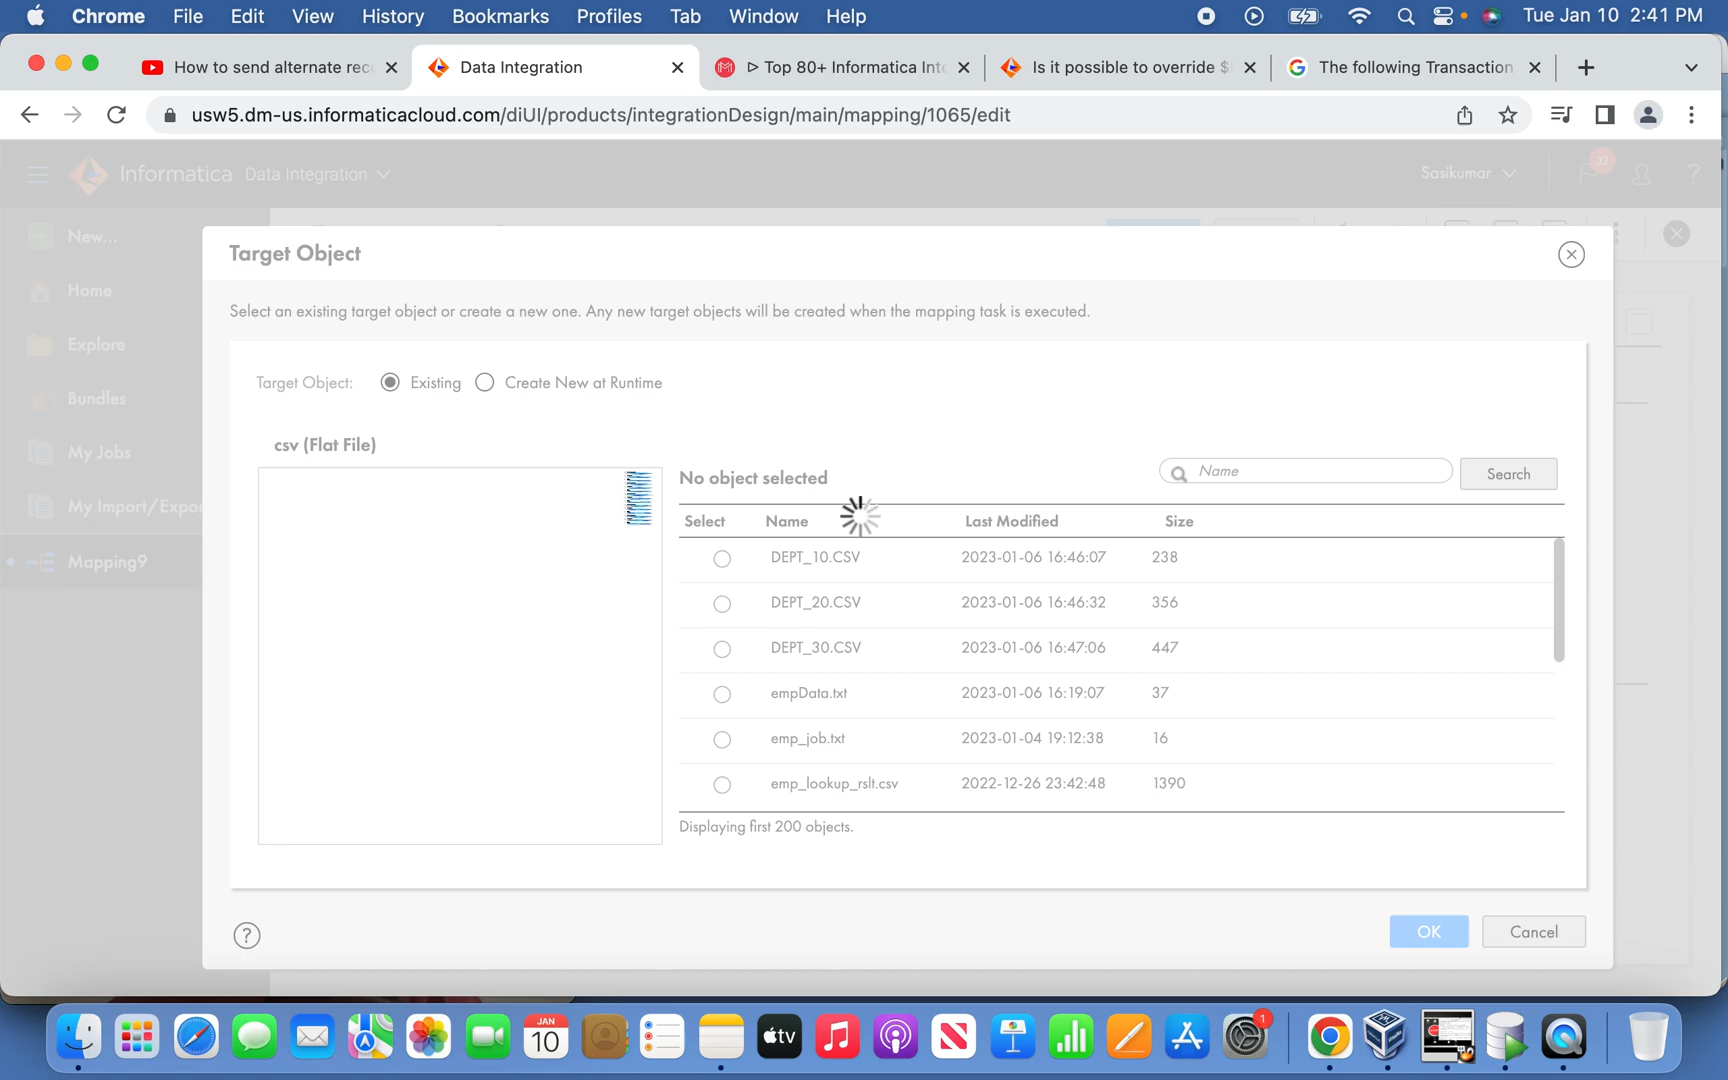 Chrome File Edit View History Bookmarks Profiles Tab Window Help Tue Jan 10 2:41 PM
How to send alternate rec Data Integration ᐅ Top 80+ Informatica Inte Is it possible to override $ The following Transaction
usw5.dm-us.informaticacloud.com/diUI/products/integrationDesign/main/mapping/1065/edit
Informatica Data Integration Sasikumar 32 ?
New...
Target Object
Home
Select an existing target object or create a new one. Any new target objects will be created when the mapping task is executed.
Explore
Target Object: Existing Create New at Runtime
Bundles
csv (Flat File)
My Jobs
No object selected Name Search
My Import/Expor
Select Name Last Modified Size
Mapping9
DEPT_10.CSV 2023-01-06 16:46:07 238
DEPT_20.CSV 2023-01-06 16:46:32 356
DEPT_30.CSV 2023-01-06 16:47:06 447
empData.txt 2023-01-06 16:19:07 37
emp_job.txt 2023-01-04 19:12:38 16
emp_lookup_rslt.csv 2022-12-26 23:42:48 1390
Displaying first 200 objects.
? OK Cancel
JAN
10
tv
1